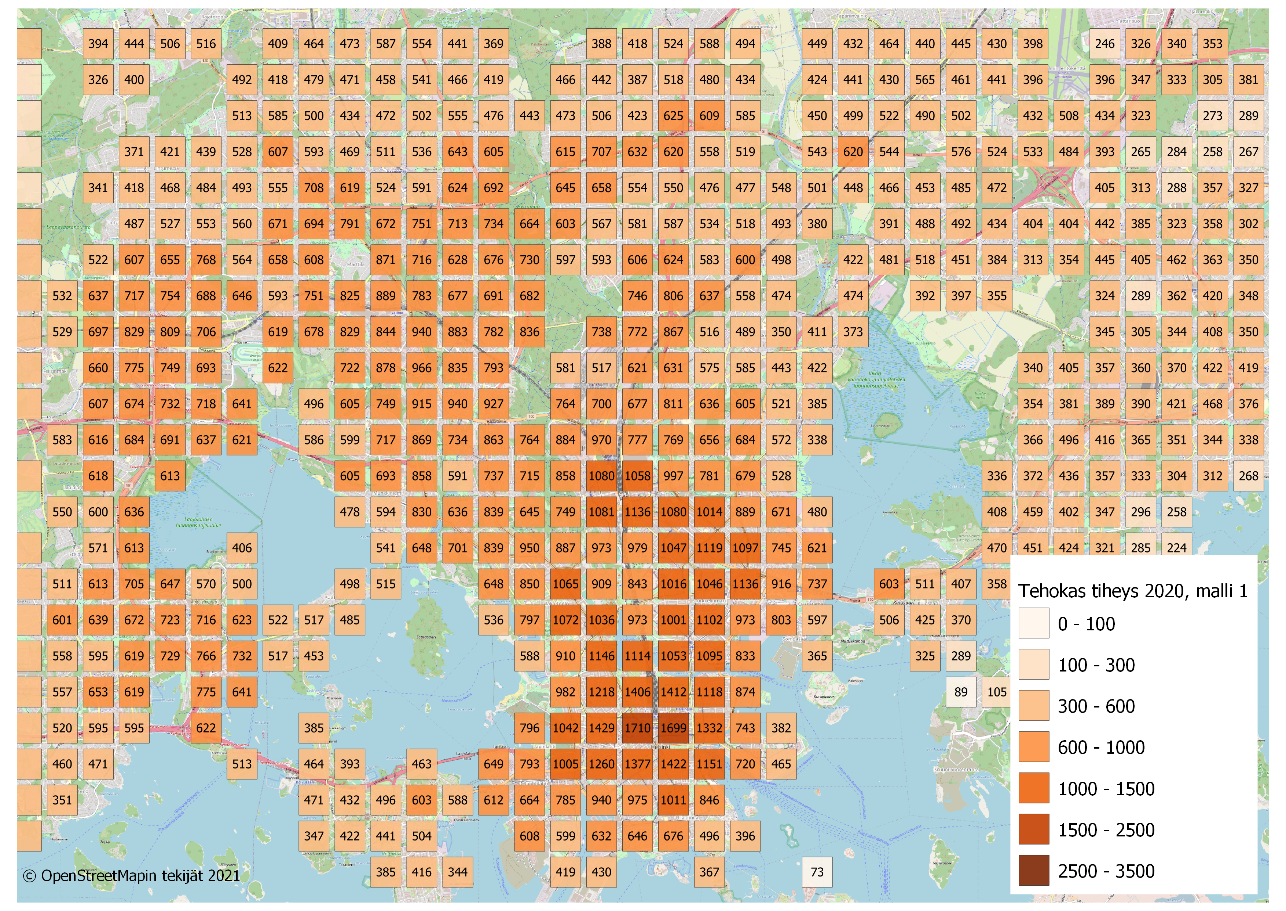 394 444 506 516 409 464 473 587 554 441 369 388 418 524 588 494 449 432 464 440 445 430 398 246 326 340 353
326 400 492 418 479 471 458 541 466 419 466 442 387 518 480 434 424 441 430 565 461 441 396 396 347 333 305 381
513 585 500 434 472 502 555 476 443 473 506 423 625 609 585 450 499 522 490 502 432 508 434 323 273 289
371 421 439 528 607 593 469 511 536 643 605 615 707 632 620 558 519 543 620 544 576 524 533 484 393 265 284 258 267
341 418 468 484 493 555 708 619 524 591 624 692 645 658 554 550 476 477 548 501 448 466 453 485 472 405 313 288 357 327
487 527 553 560 671 694 791 672 751 713 734 664 603 567 581 587 534 518 493 380 391 488 492 434 404 404 442 385 323 358 302
522 607 655 768 564 658 608 871 716 628 676 730 597 593 606 624 583 600 498 422 481 518 451 384 313 354 445 405 462 363 350
532 637 717 754 688 646 593 751 825 889 783 677 691 682 746 806 637 558 474 474 392 397 355 324 289 362 420 348
529 697 829 809 706 619 678 829 844 940 883 782 836 738 772 867 516 489 350 411 373 345 305 344 408 350
660 775 749 693 622 722 878 966 835 793 581 517 621 631 575 585 443 422 340 405 357 360 370 422 419
607 674 732 718 641 496 605 749 915 940 927 764 700 677 811 636 605 521 385 354 381 389 390 421 468 376
583 616 684 691 637 621 586 599 717 869 734 863 764 884 970 777 769 656 684 572 338 366 496 416 365 351 344 338
618 613 605 693 858 591 737 715 858 1080 1058 997 781 679 528 336 372 436 357 333 304 312 268
550 600 636 478 594 830 636 839 645 749 1081 1136 1080 1014 889 671 480 408 459 402 347 296 258
571 613 406 541 648 701 839 950 887 973 979 1047 1119 1097 745 621 470 451 424 321 285 224
511 613 705 647 570 500 498 515 648 850 1065 909 843 1016 1046 1136 916 737 603 511 407 358
601 639 672 723 716 623 522 517 485 536 797 1072 1036 973 1001 1102 973 803 597 506 425 370
558 595 619 729 766 732 517 453 588 910 1146 1114 1053 1095 833 365 325 289
557 653 619 775 641 982 1218 1406 1412 1118 874 89 105
520 595 595 622 385 796 1042 1429 1710 1699 1332 743 382
460 471 513 464 393 463 649 793 1005 1260 1377 1422 1151 720 465
351 471 432 496 603 588 612 664 785 940 975 1011 846
347 422 441 504 608 599 632 646 676 496 396
385 416 344 419 430 367 73
Tehokas tiheys 2020, malli 1
0 - 100
100 - 300
300 - 600
600 - 1000
1000 - 1500
1500 - 2500
2500 - 3500
© OpenStreetMapin tekijät 2021